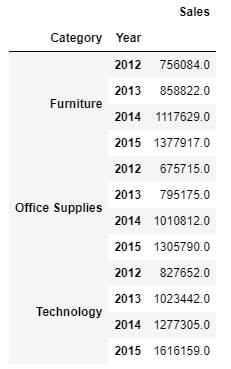 Sales
Category Year
Furniture 2012 756084.0
2013 858822.0
2014 1117629.0
2015 1377917.0
Office Supplies 2012 675715.0
2013 795175.0
2014 1010812.0
2015 1305790.0
Technology 2012 827652.0
2013 1023442.0
2014 1277305.0
2015 1616159.0